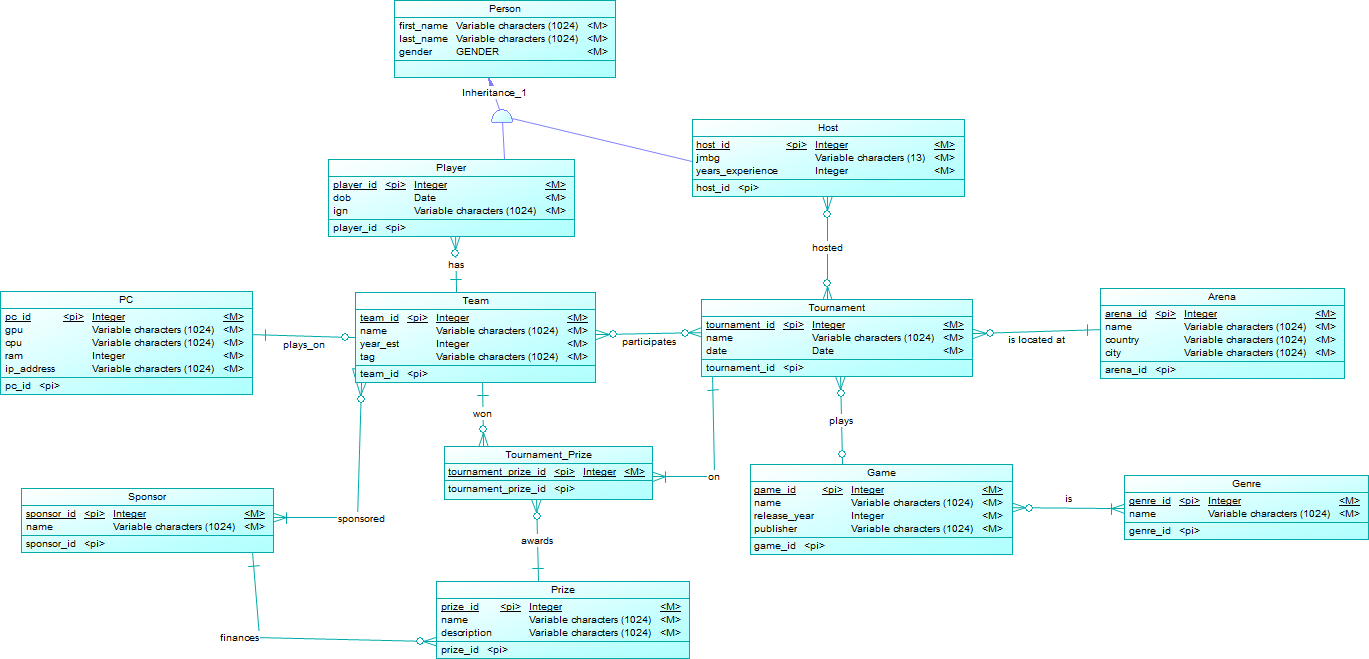 Person
first_name Variable characters (1024) <M>
last_name Variable characters (1024) <M>
gender GENDER <M>
Inheritance_1
Host
host_id <pi> Integer <M>
jmbg Variable characters (13) <M>
years_experience Integer <M>
host_id <pi>
Player
player_id <pi> Integer <M>
dob Date <M>
ign Variable characters (1024) <M>
player_id <pi>
hosted
has
PC
pc_id <pi> Integer <M>
gpu Variable characters (1024) <M>
cpu Variable characters (1024) <M>
ram Integer <M>
ip_address Variable characters (1024) <M>
pc_id <pi>
plays_on
Team
team_id <pi> Integer <M>
name Variable characters (1024) <M>
year_est Integer <M>
tag Variable characters (1024) <M>
team_id <pi>
participates
Tournament
tournament_id <pi> Integer <M>
name Variable characters (1024) <M>
date Date <M>
tournament_id <pi>
is located at
Arena
arena_id <pi> Integer <M>
name Variable characters (1024) <M>
country Variable characters (1024) <M>
city Variable characters (1024) <M>
arena_id <pi>
won
plays
Tournament_Prize
tournament_prize_id <pi> Integer <M>
tournament_prize_id <pi>
on
Game
game_id <pi> Integer <M>
name Variable characters (1024) <M>
release_year Integer <M>
publisher Variable characters (1024) <M>
game_id <pi>
is
Genre
genre_id <pi> Integer <M>
name Variable characters (1024) <M>
genre_id <pi>
Sponsor
sponsor_id <pi> Integer <M>
name Variable characters (1024) <M>
sponsor_id <pi>
sponsored
awards
Prize
prize_id <pi> Integer <M>
name Variable characters (1024) <M>
description Variable characters (1024) <M>
prize_id <pi>
finances